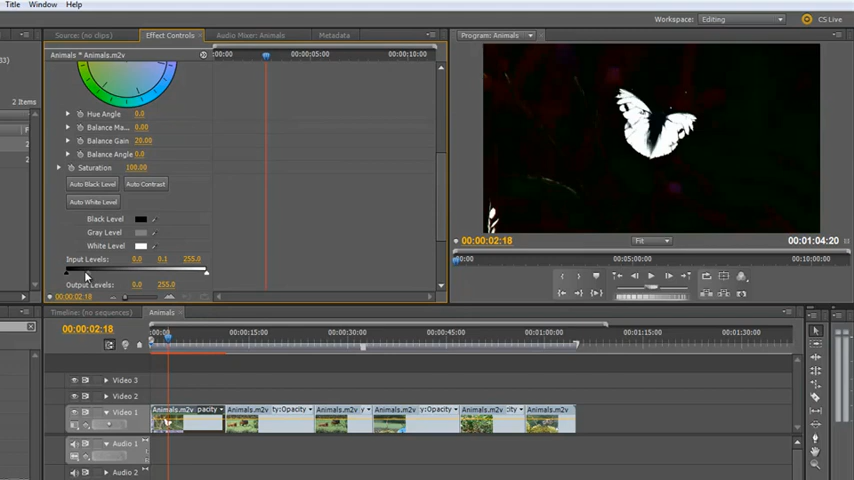 Title Window Help
Workspace: Editing CS Live
Source: (no clips) Effect Controls Audio Mixer: Animals Metadata Program: Animals
33)
Animals * Animals.m2v :00:00 00:00:05:00 00:00:10:00
2 Items
Hue Angle 0.0
Balance Ma... 0.00
Balance Gain 20.00
Balance Angle 0.0
Saturation 100.00
Auto Black Level Auto Contrast
Auto White Level
Black Level
Gray Level
White Level
Input Levels: 0.0 0.1 255.0
Output Levels: 0.0 255.0
00:00:02:18
00:00:02:18 Fit 00:01:04:20
00:05:00:00 00:10:00:00
Timeline: (no sequences) Animals
00:00:02:18
:00:00 00:00:15:00 00:00:30:00 00:00:45:00 00:01:00:00 00:01:15:00 00:01:30:00
Video 3
Video 2
Video 1
Animals.m2v pacity Animals.m2v ty:Opacity Animals.m2v Animals.m2v y:Opacity Animals.m2v city Animals.m2v
Audio 1
Audio 2